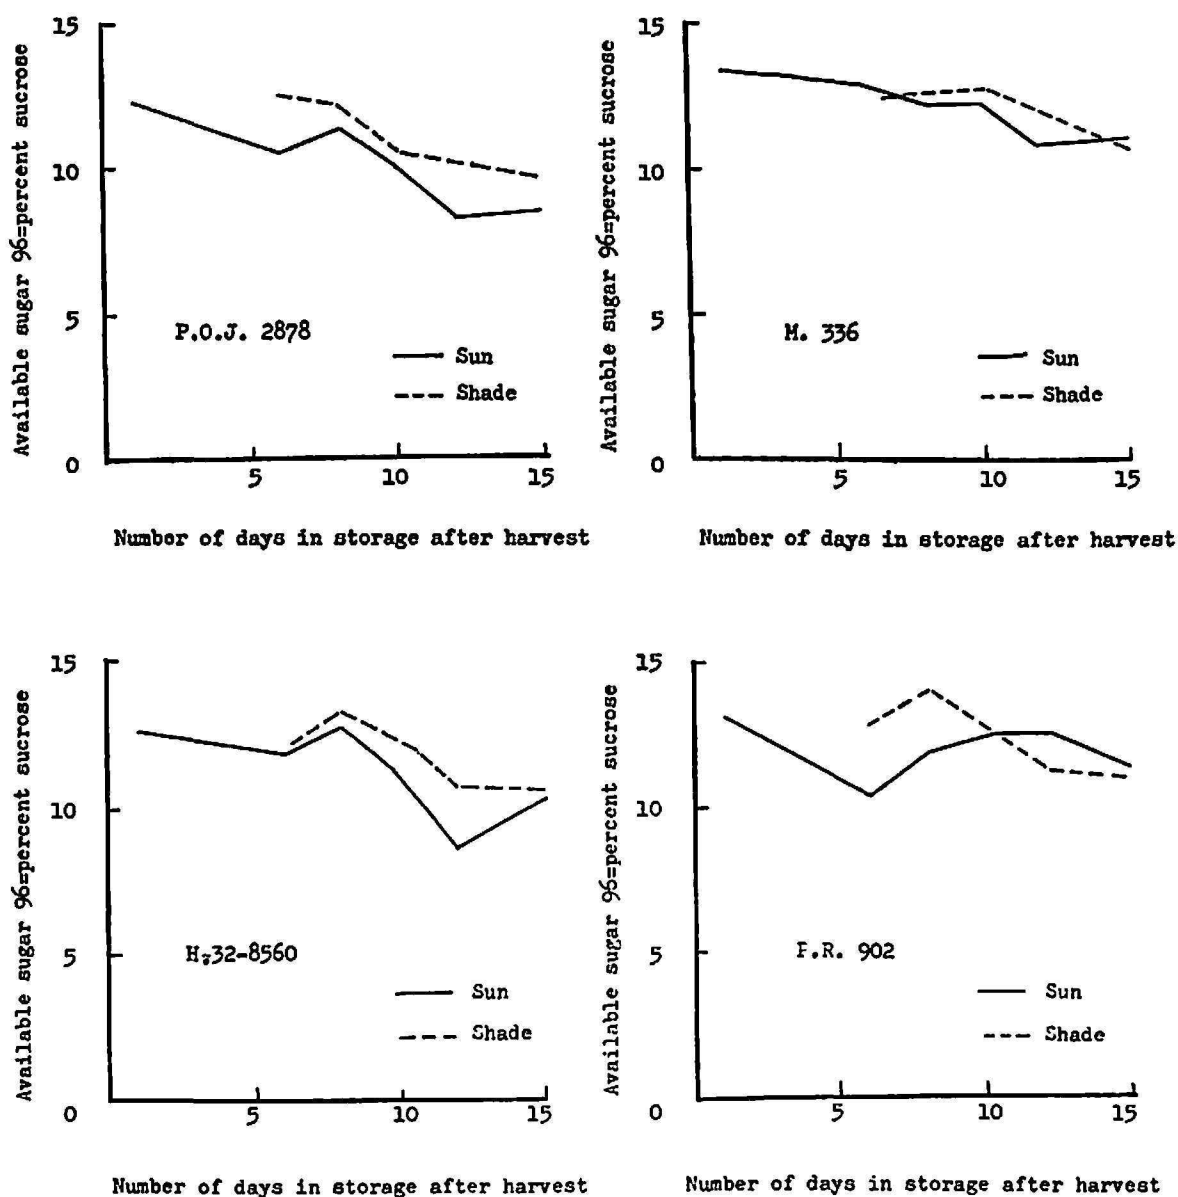 15
Available sugar 96=percent sucrose
10
5
P.O.J. 2878
Sun
Shade
0
5
10
15
Number of days in storage after harvest
15
Available sugar 96=percent sucrose
10
5
M. 336
Sun
Shade
0
5
10
15
Number of days in storage after harvest
15
Available sugar 96=percent sucrose
10
5
H-32-8560
Sun
Shade
0
5
10
15
Number of days in storage after harvest
15
Available sugar 96=percent sucrose
10
5
P.R. 902
Sun
Shade
0
5
10
15
Number of days in storage after harvest